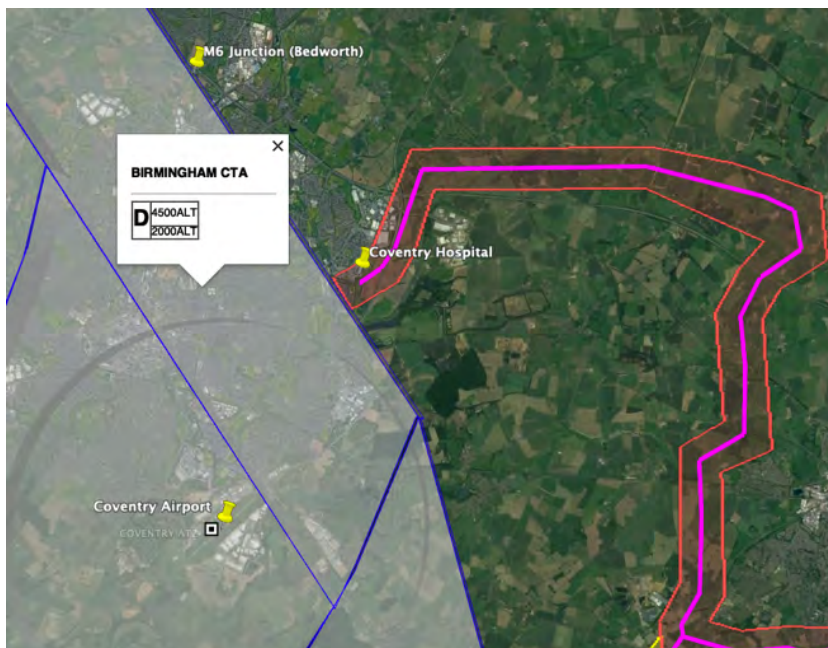 M6 Junction (Bedworth)
×
BIRMINGHAM CTA
D 4500ALT
2000ALT
Coventry Hospital
Coventry Airport
COVENTRY ATZ